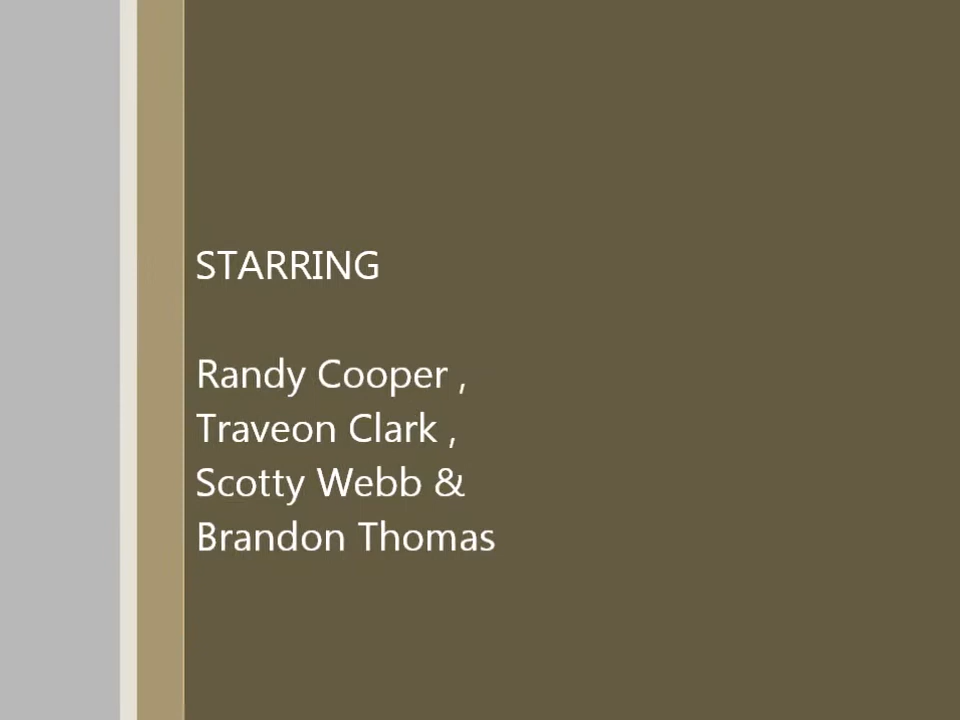 STARRING
Randy Cooper ,
Traveon Clark ,
Scotty Webb &
Brandon Thomas